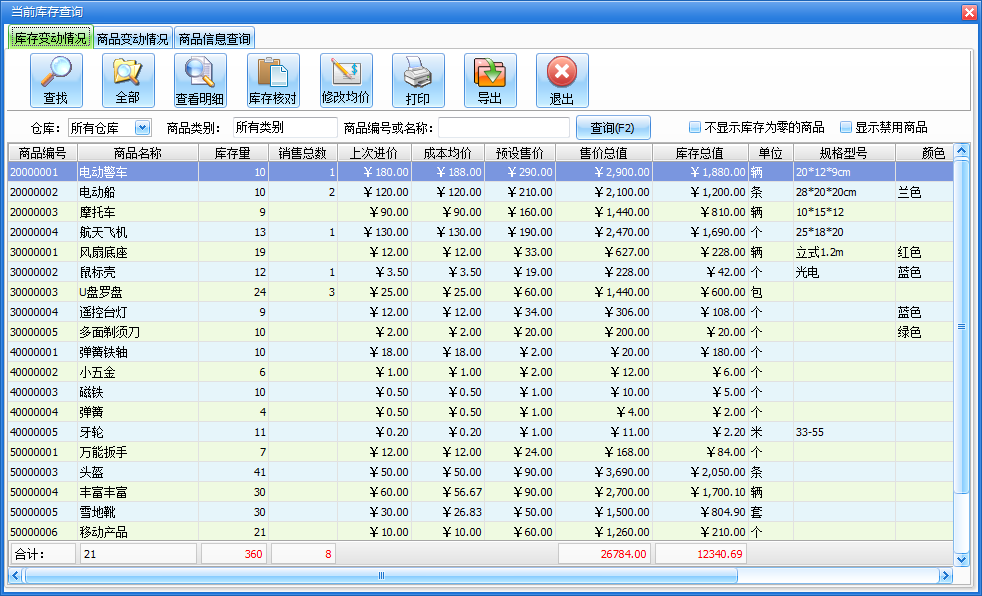 当前库存查询
库存变动情况 商品变动情况 商品信息查询
查找 全部 查看明细 库存核对 修改均价 打印 导出 退出
仓库： 所有仓库 商品类别： 所有类别 商品编号或名称： 查询(F2) 不显示库存为零的商品 显示禁用商品
商品编号 商品名称 库存量 销售总数 上次进价 成本均价 预设售价 售价总值 库存总值 单位 规格型号 颜色
20000001 电动警车 10 1 ￥180.00 ￥188.00 ￥290.00 ￥2,900.00 ￥1,880.00 辆 20*12*9cm
20000002 电动船 10 2 ￥120.00 ￥120.00 ￥210.00 ￥2,100.00 ￥1,200.00 条 28*20*20cm 兰色
20000003 摩托车 9 ￥90.00 ￥90.00 ￥160.00 ￥1,440.00 ￥810.00 辆 10*15*12
20000004 航天飞机 13 1 ￥130.00 ￥130.00 ￥190.00 ￥2,470.00 ￥1,690.00 个 25*18*20
30000001 风扇底座 19 ￥12.00 ￥12.00 ￥33.00 ￥627.00 ￥228.00 辆 立式1.2m 红色
30000002 鼠标壳 12 1 ￥3.50 ￥3.50 ￥19.00 ￥228.00 ￥42.00 个 光电 蓝色
30000003 U盘罗盘 24 3 ￥25.00 ￥25.00 ￥60.00 ￥1,440.00 ￥600.00 包
30000004 遥控台灯 9 ￥12.00 ￥12.00 ￥34.00 ￥306.00 ￥108.00 个 蓝色
30000005 多面剃须刀 10 ￥2.00 ￥2.00 ￥20.00 ￥200.00 ￥20.00 个 绿色
40000001 弹簧铁轴 10 ￥18.00 ￥18.00 ￥2.00 ￥20.00 ￥180.00 个
40000002 小五金 6 ￥1.00 ￥1.00 ￥2.00 ￥12.00 ￥6.00 个
40000003 磁铁 10 ￥0.50 ￥0.50 ￥1.00 ￥10.00 ￥5.00 个
40000004 弹簧 4 ￥0.50 ￥0.50 ￥1.00 ￥4.00 ￥2.00 个
40000005 牙轮 11 ￥0.20 ￥0.20 ￥1.00 ￥11.00 ￥2.20 米 33-55
50000001 万能扳手 7 ￥12.00 ￥12.00 ￥24.00 ￥168.00 ￥84.00 个
50000003 头盔 41 ￥50.00 ￥50.00 ￥90.00 ￥3,690.00 ￥2,050.00 条
50000004 丰富丰富 30 ￥60.00 ￥56.67 ￥90.00 ￥2,700.00 ￥1,700.10 辆
50000005 雪地靴 30 ￥30.00 ￥26.83 ￥50.00 ￥1,500.00 ￥804.90 套
50000006 移动产品 21 ￥10.00 ￥10.00 ￥60.00 ￥1,260.00 ￥210.00 个
合计： 21 360 8 26784.00 12340.69